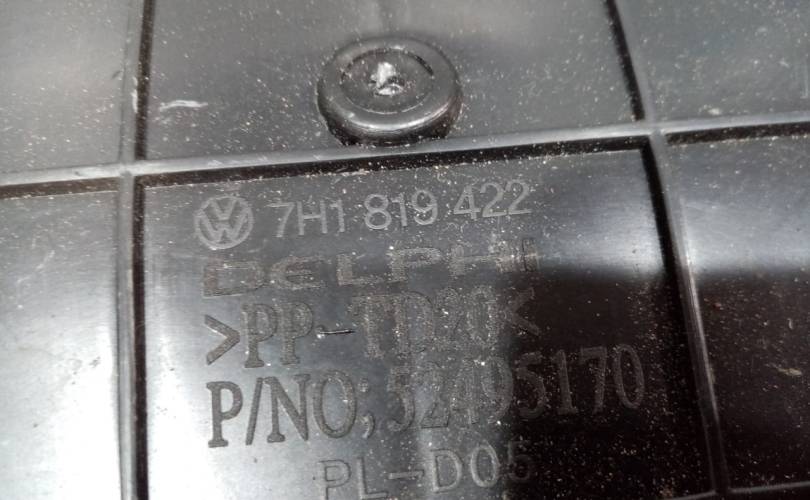 7H1 819 422
DELPHI
>PP-TD20<
P/NO;52495170
PL-D05